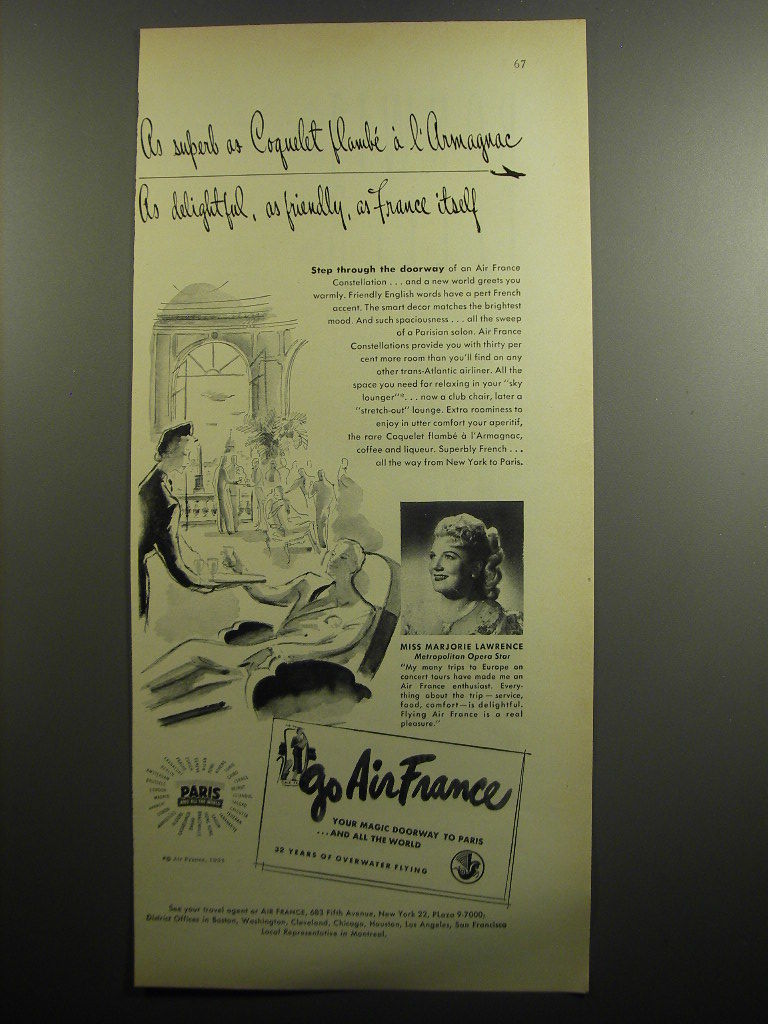 67
As superb as Coquelet flambé à l'Armagnac
As delightful, as friendly, as France itself
Step through the doorway of an Air France
Constellation . . . and a new world greets you
warmly. Friendly English words have a pert French
accent. The smart decor matches the brightest
mood. And such spaciousness . . . all the sweep
of a Parisian salon. Air France
Constellations provide you with thirty per
cent more room than you'll find on any
other trans-Atlantic airliner. All the
space you need for relaxing in your "sky
lounger"* . . . now a club chair, later a
"stretch-out" lounge. Extra roominess to
enjoy in utter comfort your aperitif,
the rare Coquelet flambé à l'Armagnac,
coffee and liqueur. Superbly French . . .
all the way from New York to Paris.
MISS MARJORIE LAWRENCE
Metropolitan Opera Star
"My many trips to Europe on
concert tours have made me an
Air France enthusiast. Every-
thing about the trip — service,
food, comfort — is delightful.
Flying Air France is a real
pleasure."
PARIS
AND ALL THE WORLD
go Air France
YOUR MAGIC DOORWAY TO PARIS
. . . AND ALL THE WORLD
32 YEARS OF OVERWATER FLYING
Air France, 1951
See your travel agent or AIR FRANCE, 683 Fifth Avenue, New York 22, PLaza 9-7000;
District Offices in Boston, Washington, Cleveland, Chicago, Houston, Los Angeles, San Francisco
Local Representative in Montreal.